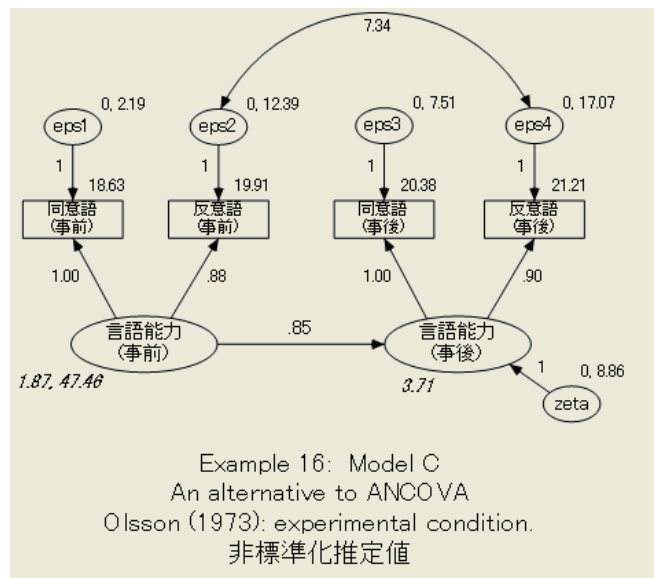 7.34
0, 2.19
0, 12.39
0, 7.51
0, 17.07
eps1
eps2
eps3
eps4
1
1
1
1
18.63
19.91
20.38
21.21
同意語
(事前)
反意語
(事前)
同意語
(事後)
反意語
(事後)
1.00
.88
1.00
.90
言語能力
(事前)
.85
言語能力
(事後)
1.87, 47.46
3.71
1
0, 8.86
zeta
Example 16: Model C
An alternative to ANCOVA
Olsson (1973): experimental condition.
非標準化推定値